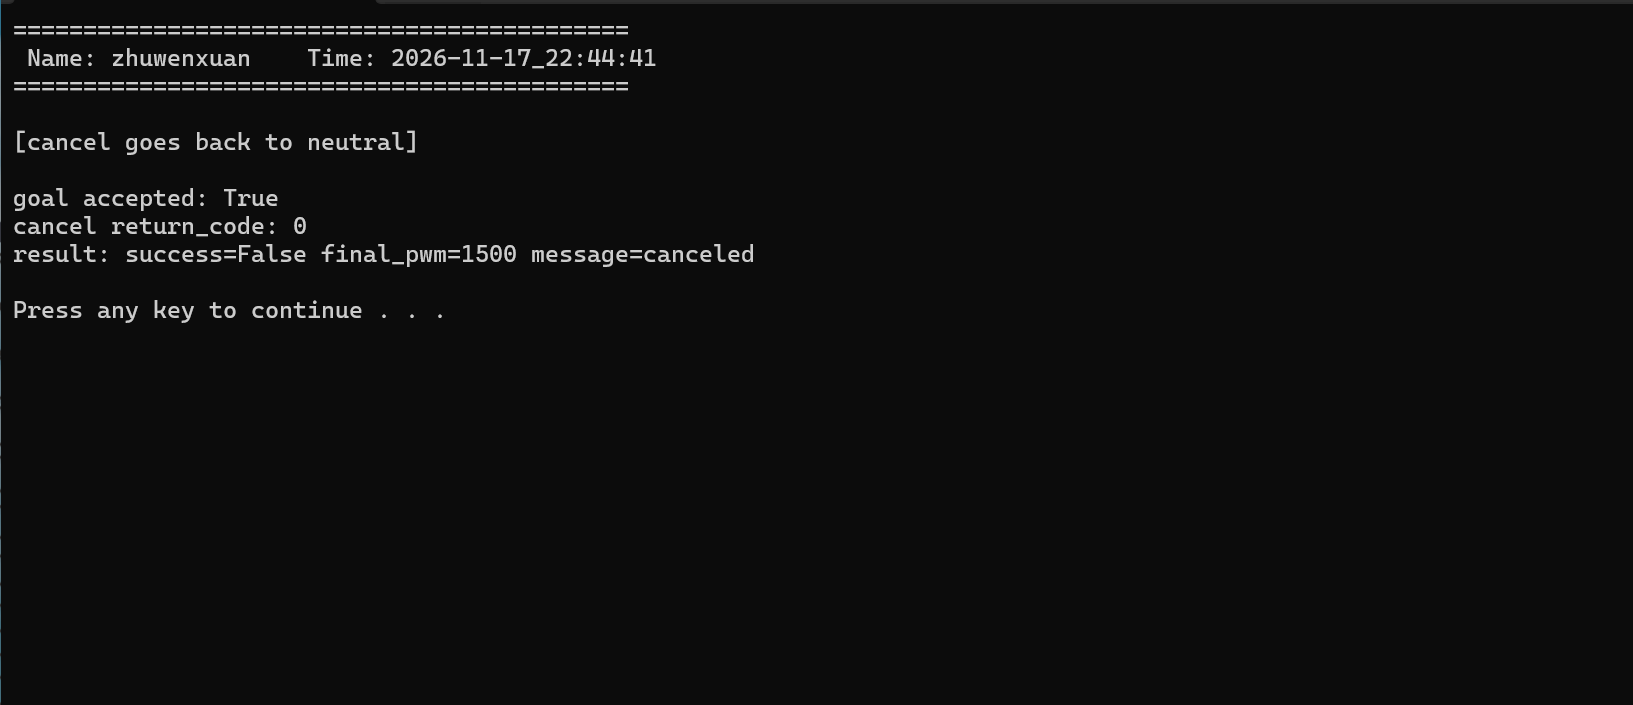 ============================================
Name: zhuwenxuan    Time: 2026-11-17_22:44:41
============================================
[cancel goes back to neutral]
goal accepted: True
cancel return_code: 0
result: success=False final_pwm=1500 message=canceled
Press any key to continue . . .